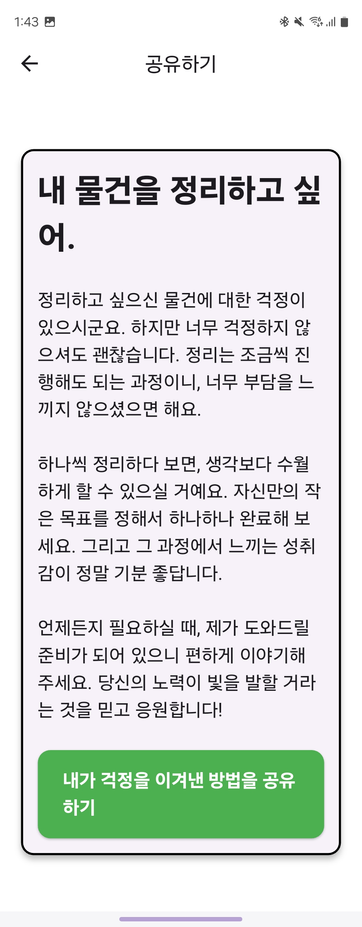 1:43
공유하기
내 물건을 정리하고 싶
어.
정리하고 싶으신 물건에 대한 걱정이
있으시군요. 하지만 너무 걱정하지 않
으셔도 괜찮습니다. 정리는 조금씩 진
행해도 되는 과정이니, 너무 부담을 느
끼지 않으셨으면 해요.
하나씩 정리하다 보면, 생각보다 수월
하게 할 수 있으실 거예요. 자신만의 작
은 목표를 정해서 하나하나 완료해 보
세요. 그리고 그 과정에서 느끼는 성취
감이 정말 기분 좋답니다.
언제든지 필요하실 때, 제가 도와드릴
준비가 되어 있으니 편하게 이야기해
주세요. 당신의 노력이 빛을 발할 거라
는 것을 믿고 응원합니다!
내가 걱정을 이겨낸 방법을 공유
하기